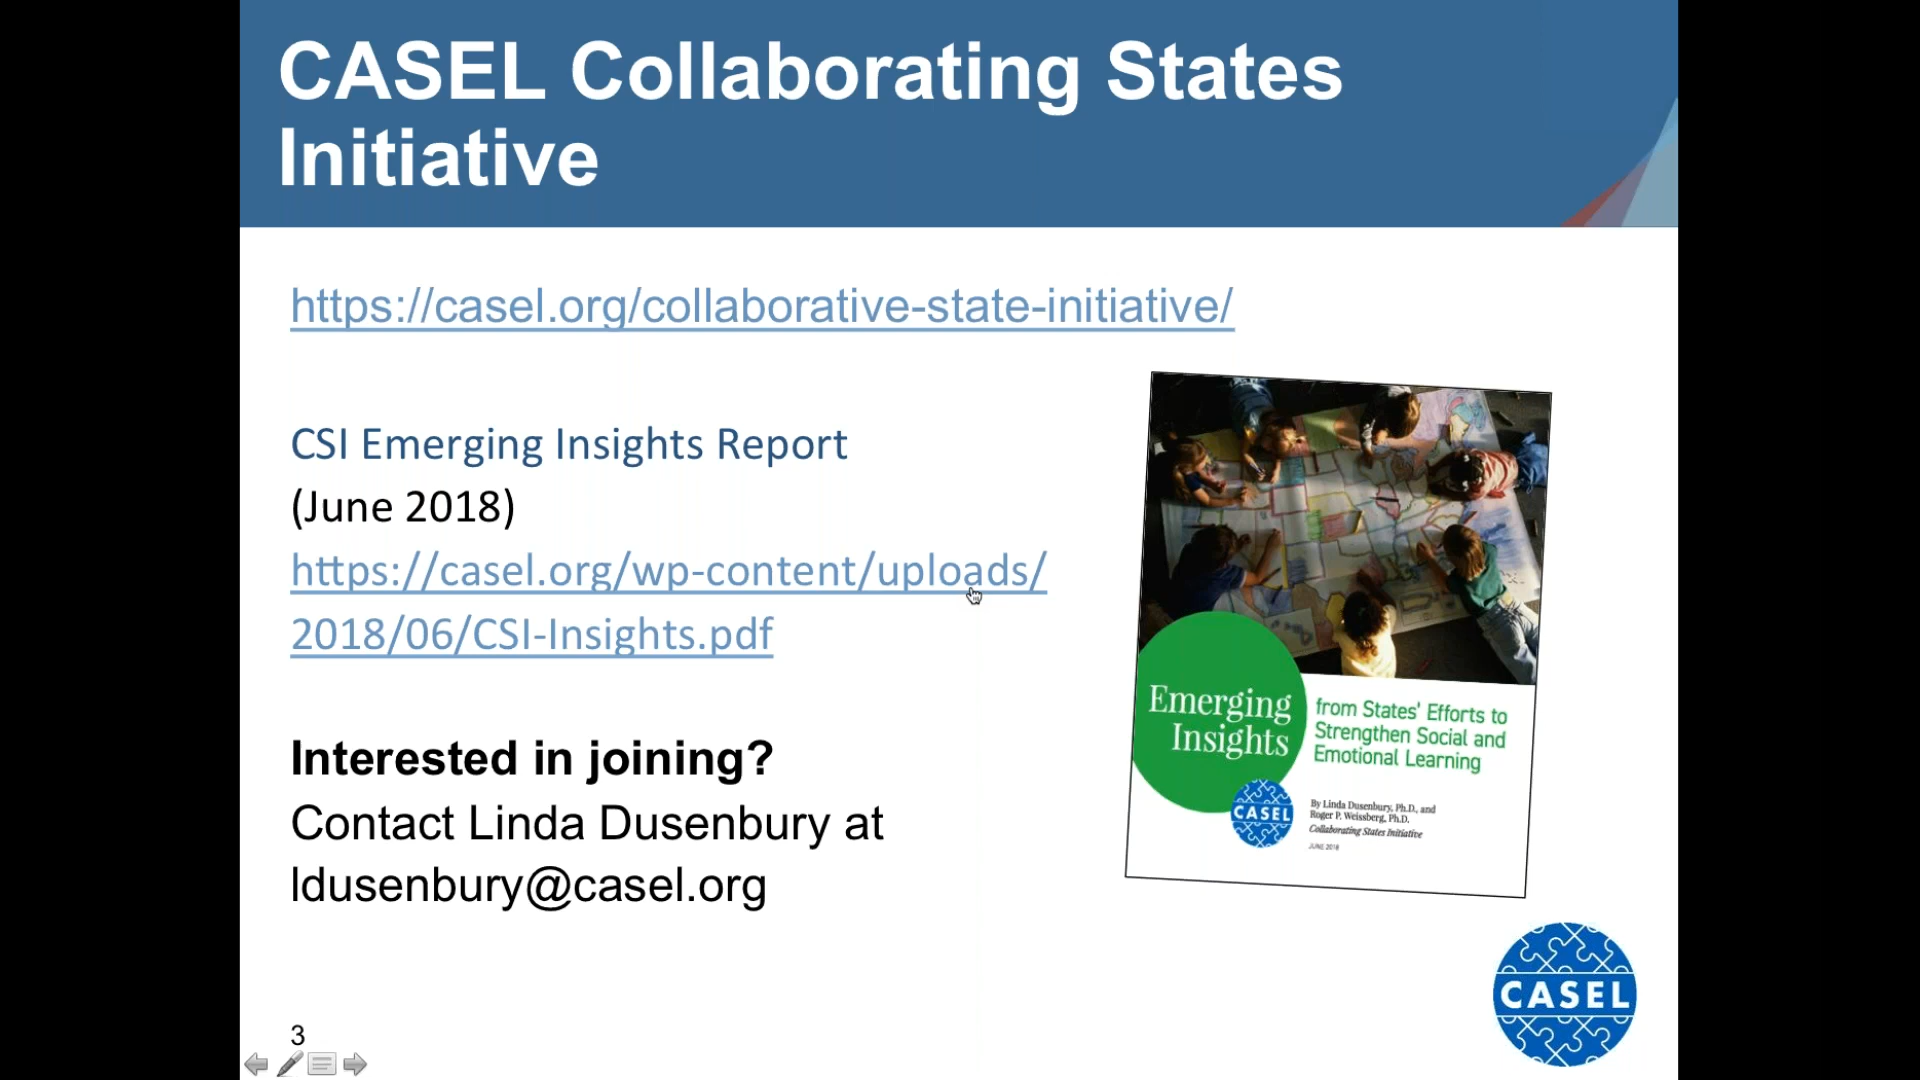 CASEL Collaborating States
Initiative
https://casel.org/collaborative-state-initiative/
CSI Emerging Insights Report
(June 2018)
https://casel.org/wp-content/uploads/
2018/06/CSI-Insights.pdf
Interested in joining?
Contact Linda Dusenbury at
ldusenbury@casel.org
Emerging
Insights
from States' Efforts to
Strengthen Social and
Emotional Learning
CASEL
By Linda Dusenbury, Ph.D., and
Roger P. Weissberg, Ph.D.
Collaborating States Initiative
JUNE 2018
CASEL
3